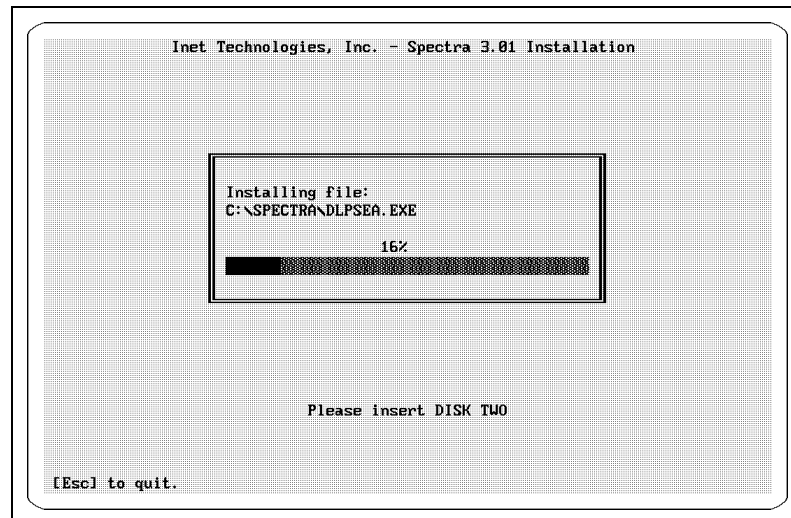 Inet Technologies, Inc. - Spectra 3.01 Installation
Installing file:
C:\SPECTRA\DLPSEA.EXE
16%
Please insert DISK TWO
[Esc] to quit.